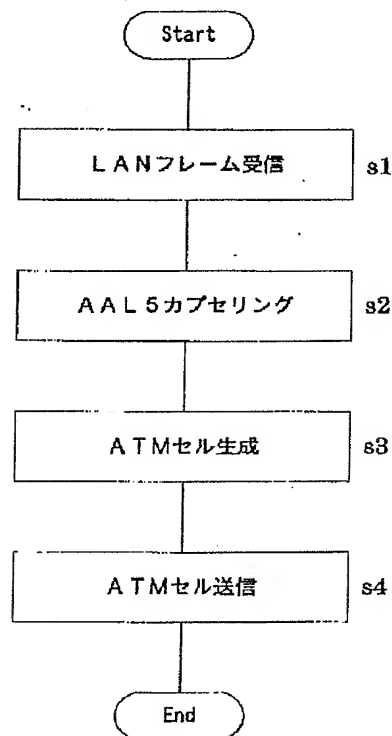 Start
LANフレーム受信 s1
AAL5カプセリング s2
ATMセル生成 s3
ATMセル送信 s4
End